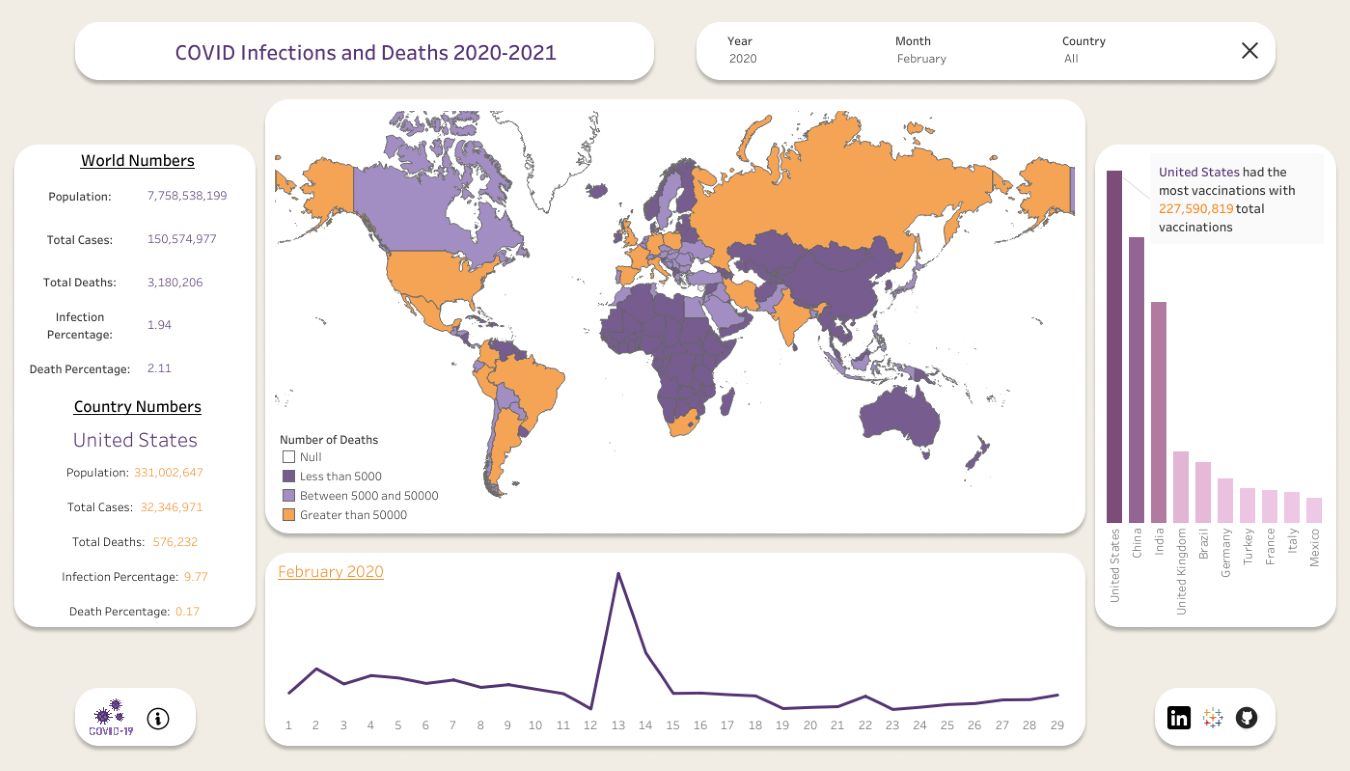 COVID Infections and Deaths 2020-2021
Year
2020
Month
February
Country
All
World Numbers
Population: 7,758,538,199
Total Cases: 150,574,977
Total Deaths: 3,180,206
Infection
Percentage: 1.94
Death Percentage: 2.11
Country Numbers
United States
Population: 331,002,647
Total Cases: 32,346,971
Total Deaths: 576,232
Infection Percentage: 9.77
Death Percentage: 0.17
Number of Deaths
Null
Less than 5000
Between 5000 and 50000
Greater than 50000
United States had the
most vaccinations with
227,590,819 total
vaccinations
United States
China
India
United Kingdom
Brazil
Germany
Turkey
France
Italy
Mexico
February 2020
1 2 3 4 5 6 7 8 9 10 11 12 13 14 15 16 17 18 19 20 21 22 23 24 25 26 27 28 29
COVID-19
in